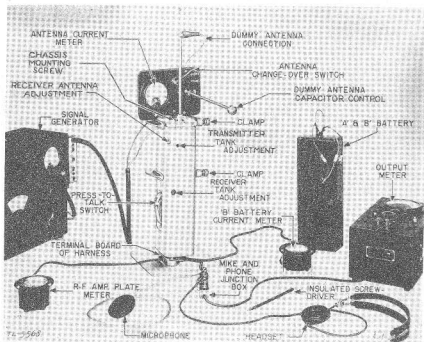 ANTENNA CURRENT
METER
DUMMY ANTENNA
CONNECTION
CHASSIS
MOUNTING
SCREW
ANTENNA
CHANGE-OVER SWITCH
RECEIVER ANTENNA
ADJUSTMENT
DUMMY ANTENNA
CAPACITOR CONTROL
SIGNAL
GENERATOR
CLAMP
'A' & 'B' BATTERY
TRANSMITTER
TANK
ADJUSTMENT
OUTPUT
METER
CLAMP
RECEIVER
TANK
ADJUSTMENT
PRESS-TO
TALK
SWITCH
'B' BATTERY
CURRENT METER
TERMINAL BOARD
OF HARNESS
MIKE AND
PHONE
JUNCTION
BOX
R-F AMP. PLATE
METER
INSULATED SCREW-
DRIVER
MICROPHONE
HEADSET